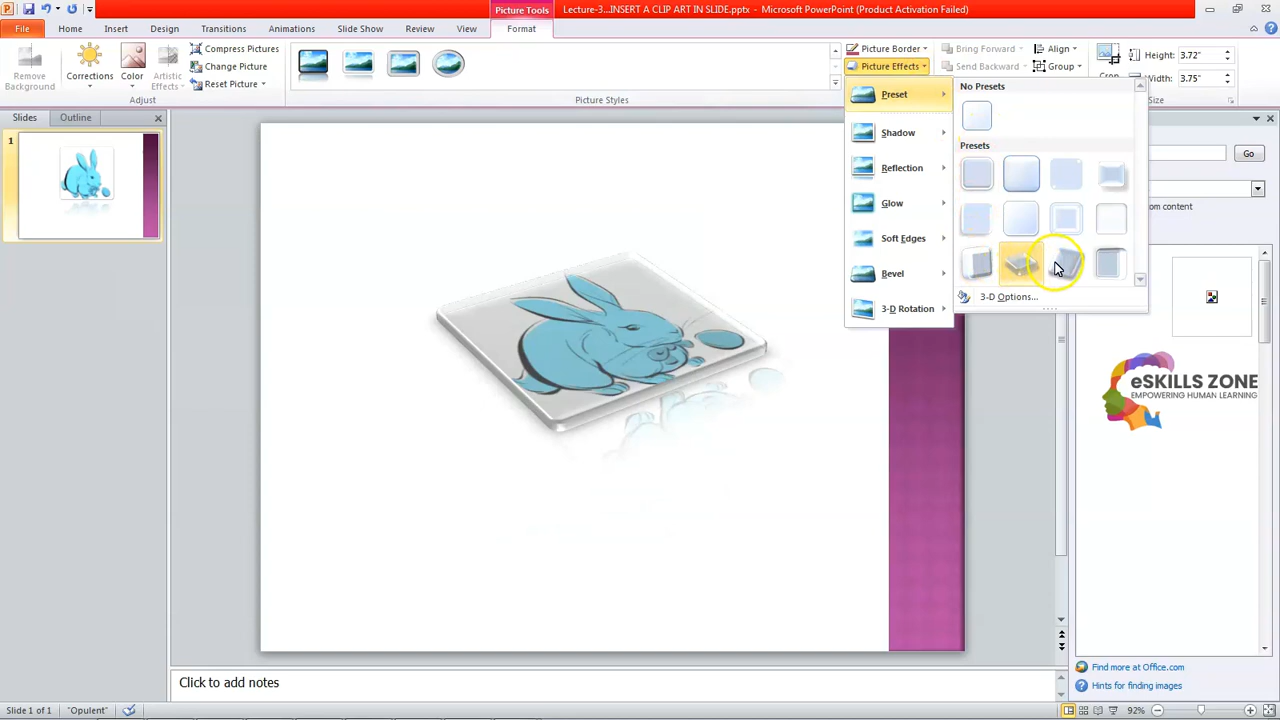 Picture Tools
Lecture-3...INSERT A CLIP ART IN SLIDE.pptx - Microsoft PowerPoint (Product Activation Failed)
File Home Insert Design Transitions Animations Slide Show Review View Format
Remove Background
Corrections
Color
Artistic Effects
Compress Pictures
Change Picture
Reset Picture
Adjust
Picture Styles
Picture Border
Picture Effects
Bring Forward
Send Backward
Align
Group
Crop
Height: 3.72"
Width: 3.75"
Size
Slides Outline
1
Preset
Shadow
Reflection
Glow
Soft Edges
Bevel
3-D Rotation
No Presets
Presets
3-D Options...
Go
om content
eSKILLS ZONE
EMPOWERING HUMAN LEARNING
Find more at Office.com
Hints for finding images
Click to add notes
Slide 1 of 1 "Opulent" 92%